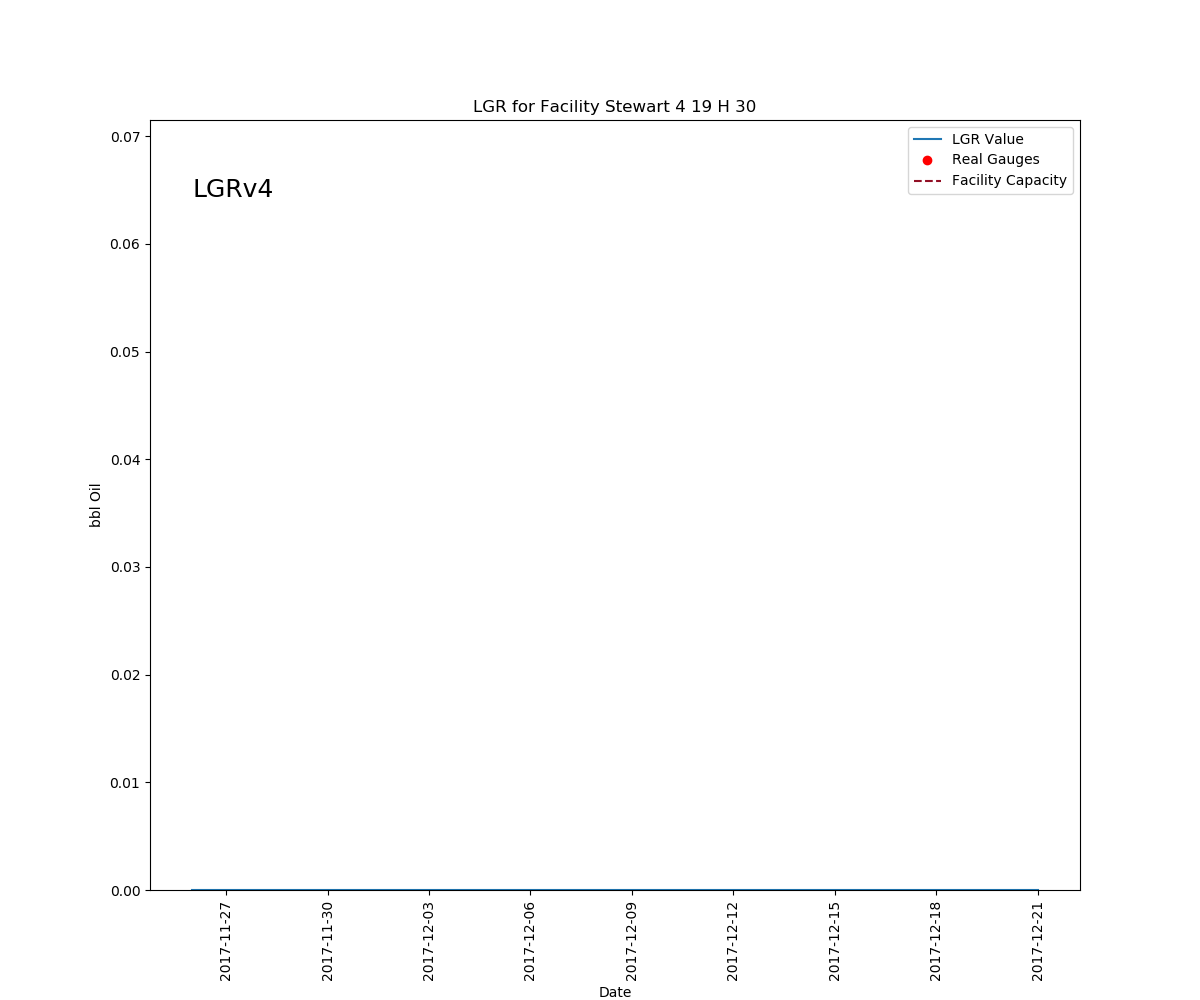 LGR for Facility Stewart 4 19 H 30
LGR Value
Real Gauges
Facility Capacity
LGRv4
0.07
0.06
0.05
0.04
0.03
0.02
0.01
0.00
bbl Oil
2017-11-27
2017-11-30
2017-12-03
2017-12-06
2017-12-09
2017-12-12
2017-12-15
2017-12-18
2017-12-21
Date